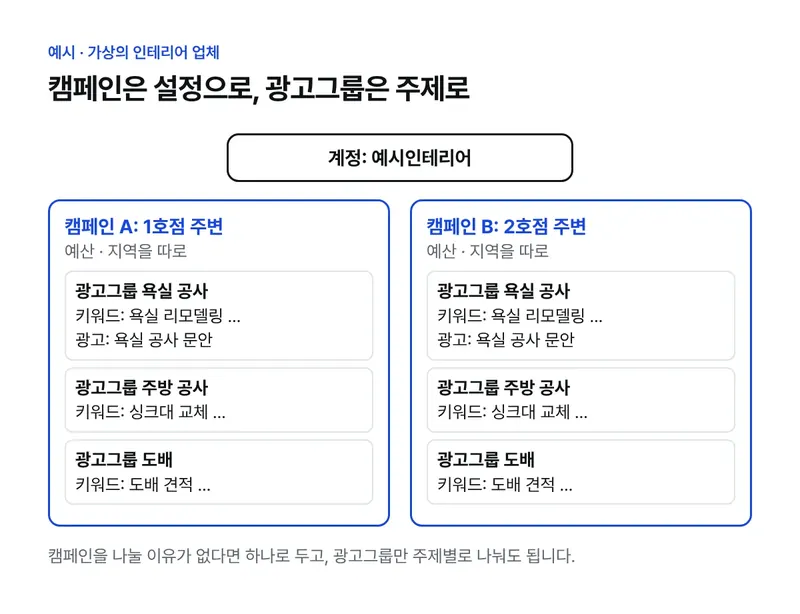 예시 · 가상의 인테리어 업체
캠페인은 설정으로, 광고그룹은 주제로
계정: 예시인테리어
캠페인 A: 1호점 주변
예산 · 지역을 따로
광고그룹 욕실 공사
키워드: 욕실 리모델링 ...
광고: 욕실 공사 문안
광고그룹 주방 공사
키워드: 싱크대 교체 ...
광고그룹 도배
키워드: 도배 견적 ...
캠페인 B: 2호점 주변
예산 · 지역을 따로
광고그룹 욕실 공사
키워드: 욕실 리모델링 ...
광고: 욕실 공사 문안
광고그룹 주방 공사
키워드: 싱크대 교체 ...
광고그룹 도배
키워드: 도배 견적 ...
캠페인을 나눌 이유가 없다면 하나로 두고, 광고그룹만 주제별로 나눠도 됩니다.